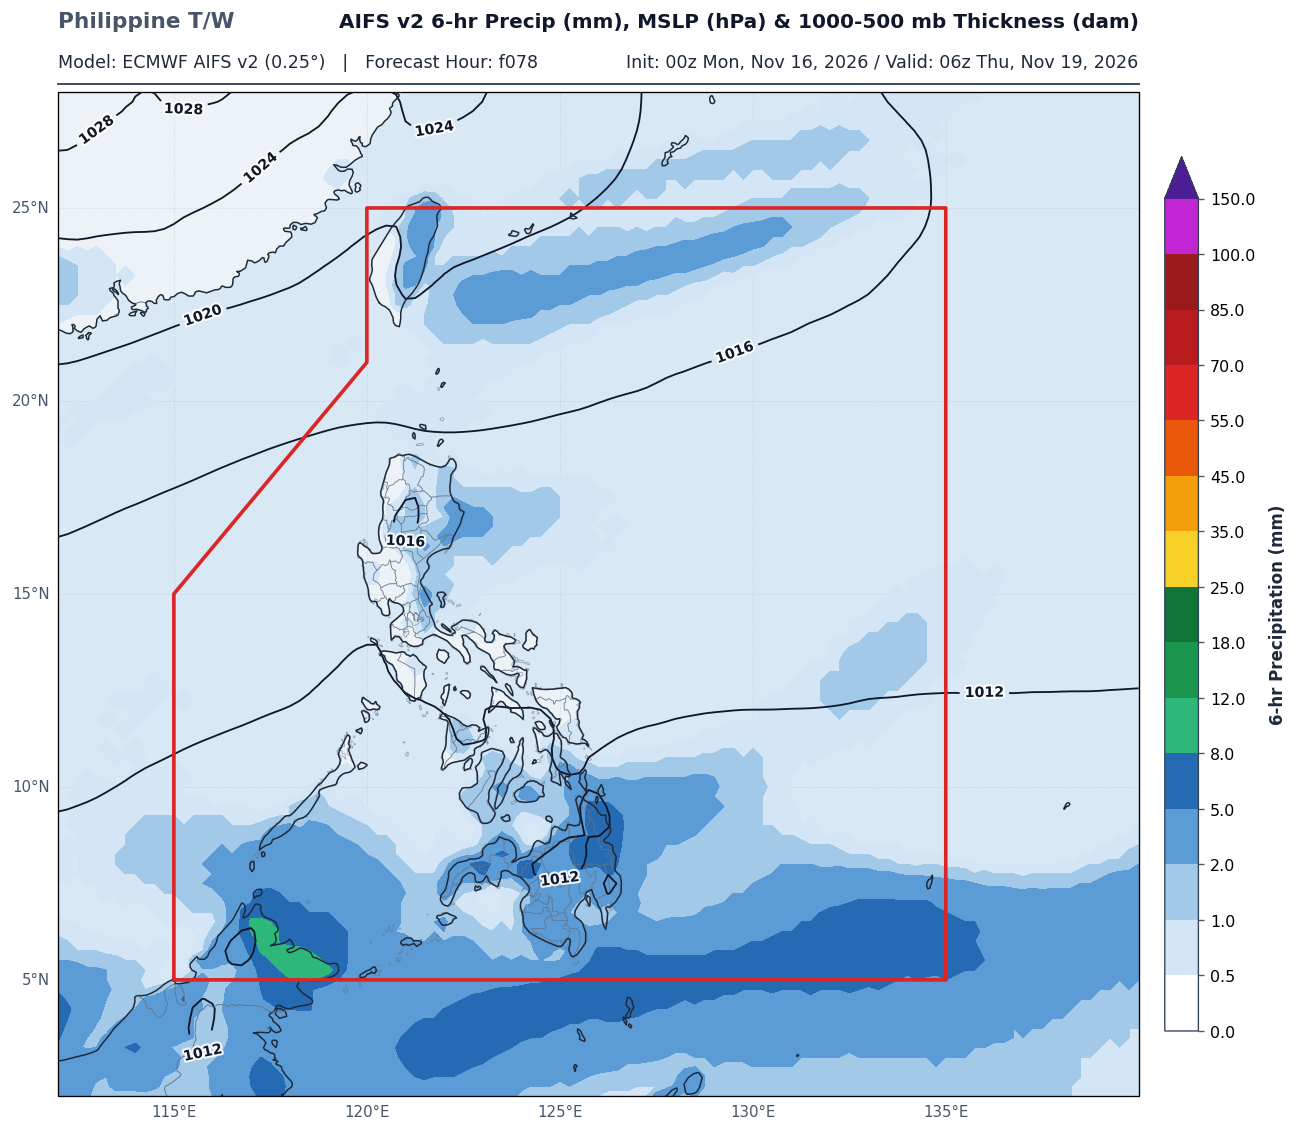 Philippine T/W
AIFS v2 6-hr Precip (mm), MSLP (hPa) & 1000-500 mb Thickness (dam)
Model: ECMWF AIFS v2 (0.25°)   |   Forecast Hour: f078
Init: 00z Mon, Nov 16, 2026 / Valid: 06z Thu, Nov 19, 2026
1028
1028
1024
1024
25°N
1020
1016
20°N
1016
15°N
1012
10°N
1012
5°N
1012
115°E
120°E
125°E
130°E
135°E
150.0
100.0
85.0
70.0
55.0
45.0
35.0
25.0
18.0
12.0
8.0
5.0
2.0
1.0
0.5
0.0
6-hr Precipitation (mm)